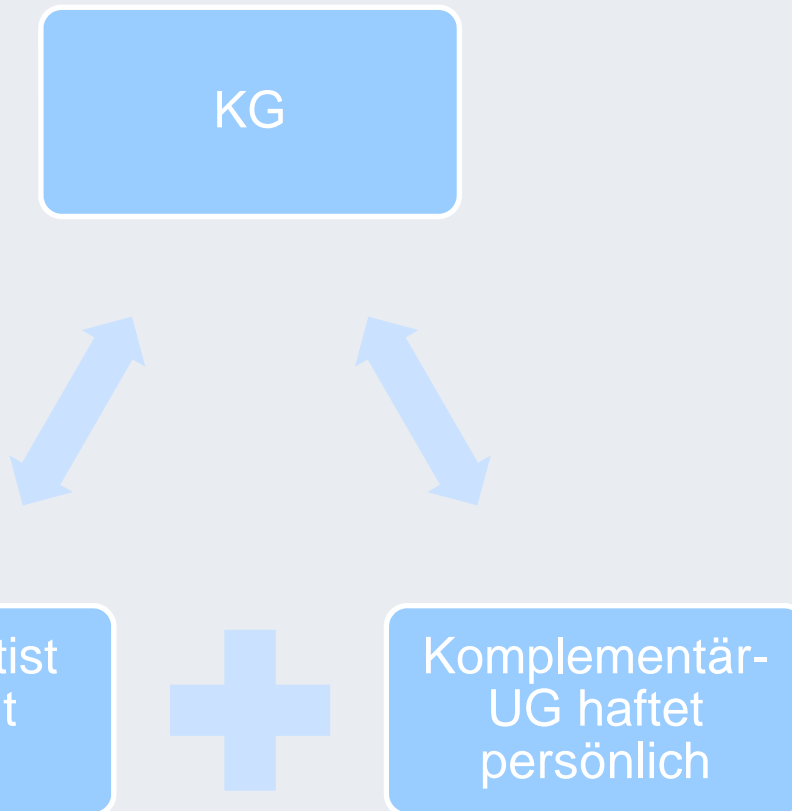 KG
tist
t
Komplementär-
UG haftet
persönlich